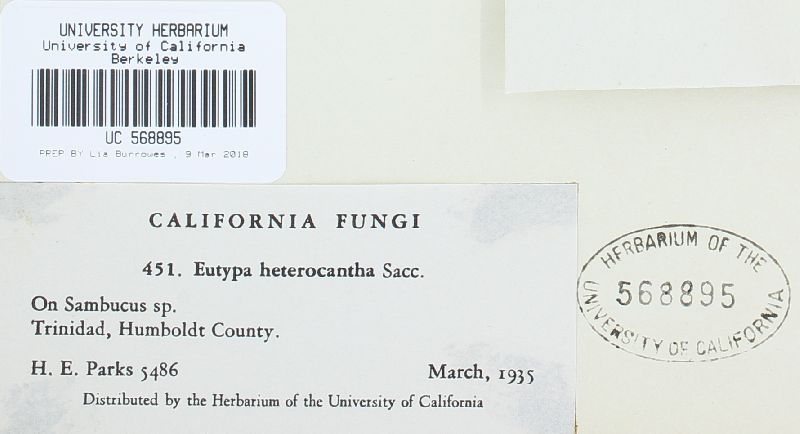 UNIVERSITY HERBARIUM
University of California
Berkeley
UC 568895
PREP BY Lia Burrowes , 9 Mar 2018
CALIFORNIA FUNGI
451. Eutypa heterocantha Sacc.
On Sambucus sp.
Trinidad, Humboldt County.
H. E. Parks 5486 March, 1935
Distributed by the Herbarium of the University of California
HERBARIUM OF THE
568895
UNIVERSITY OF CALIFORNIA